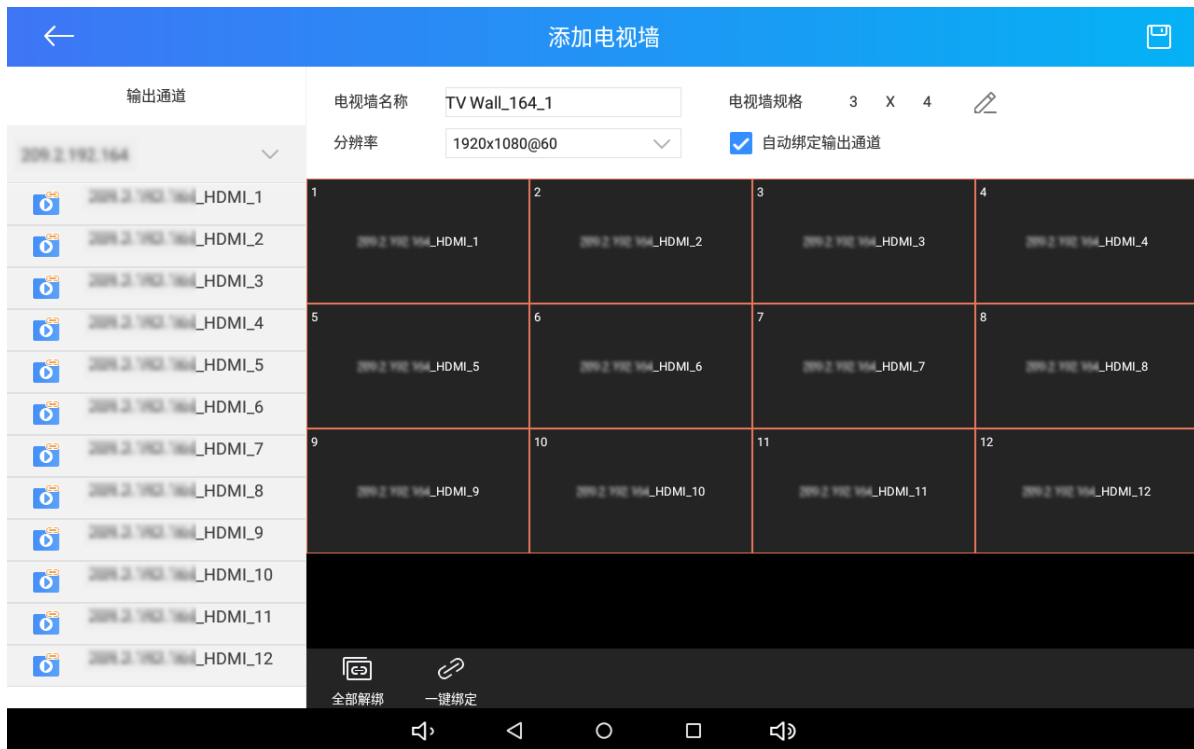 添加电视墙
输出通道
电视墙名称 TV Wall_164_1 电视墙规格 3 X 4
分辨率 1920x1080@60 自动绑定输出通道
209.2.192.164
_HDMI_1
_HDMI_2
_HDMI_3
_HDMI_4
_HDMI_5
_HDMI_6
_HDMI_7
_HDMI_8
_HDMI_9
_HDMI_10
_HDMI_11
_HDMI_12
1 2 3 4
_HDMI_1 _HDMI_2 _HDMI_3 _HDMI_4
5 6 7 8
_HDMI_5 _HDMI_6 _HDMI_7 _HDMI_8
9 10 11 12
_HDMI_9 _HDMI_10 _HDMI_11 _HDMI_12
全部解绑 一键绑定